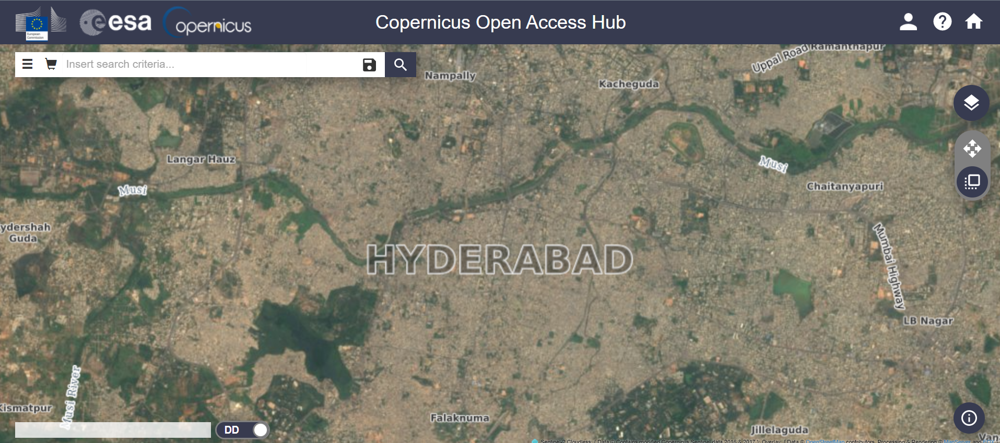 European
Commission
esa
opernicus
Copernicus Open Access Hub
Insert search criteria...
Nampally
Kacheguda
Uppal Road
Ramanthapur
Langar Hauz
Musi
Musi
Chaitanyapuri
ydershah
Guda
HYDERABAD
Mumbai Highway
LB Nagar
Musi River
Kismatpur
Falaknuma
Jillelaguda
DD
Sentinel-2 Cloudless: { Data © Contains modified Copernicus Sentinel data 2016 & 2017 }; Overlay: { Data © OpenStreetMap contributors, Processing & Rendering © MapServer and